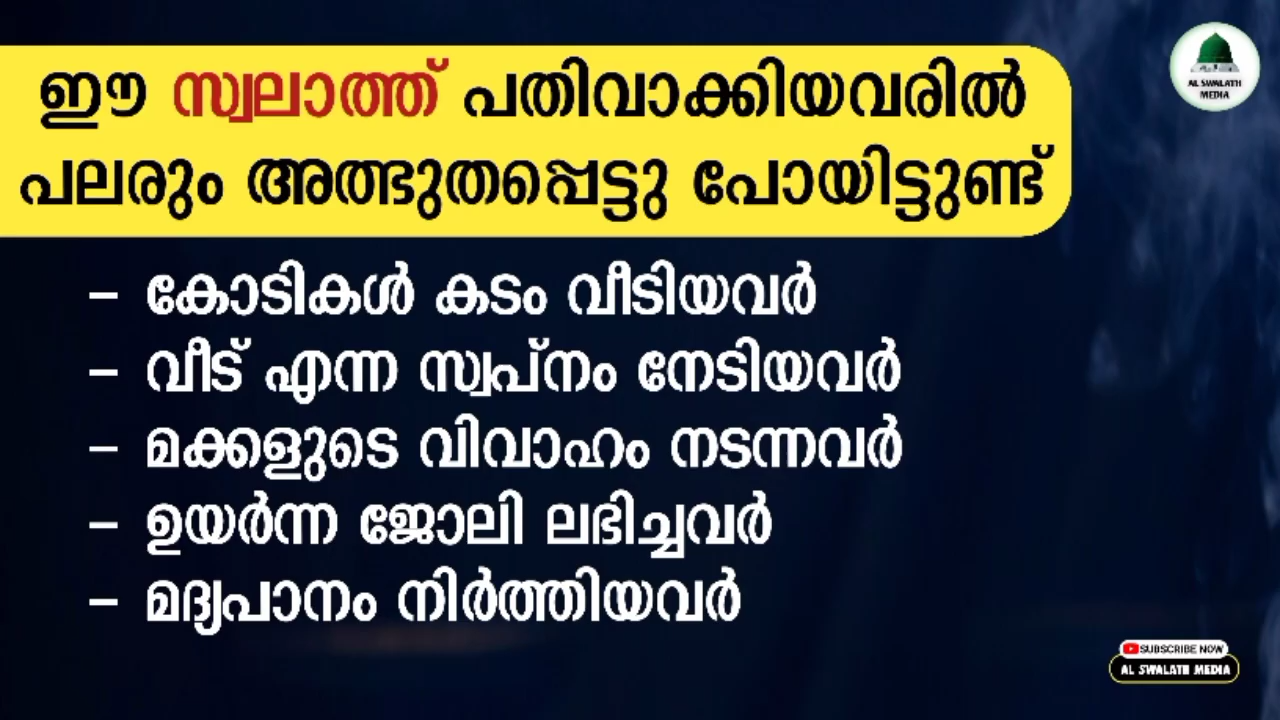 ഈ സ്വലാത്ത് പതിവാക്കിയവരിൽ
പലരും അത്ഭുതപ്പെട്ടു പോയിട്ടുണ്ട്
AL SWALATH
MEDIA
– കോടികൾ കടം വീടിയവർ
– വീട് എന്ന സ്വപ്നം നേടിയവർ
– മക്കളുടെ വിവാഹം നടന്നവർ
– ഉയർന്ന ജോലി ലഭിച്ചവർ
– മദ്യപാനം നിർത്തിയവർ
SUBSCRIBE NOW
AL SWALATH MEDIA